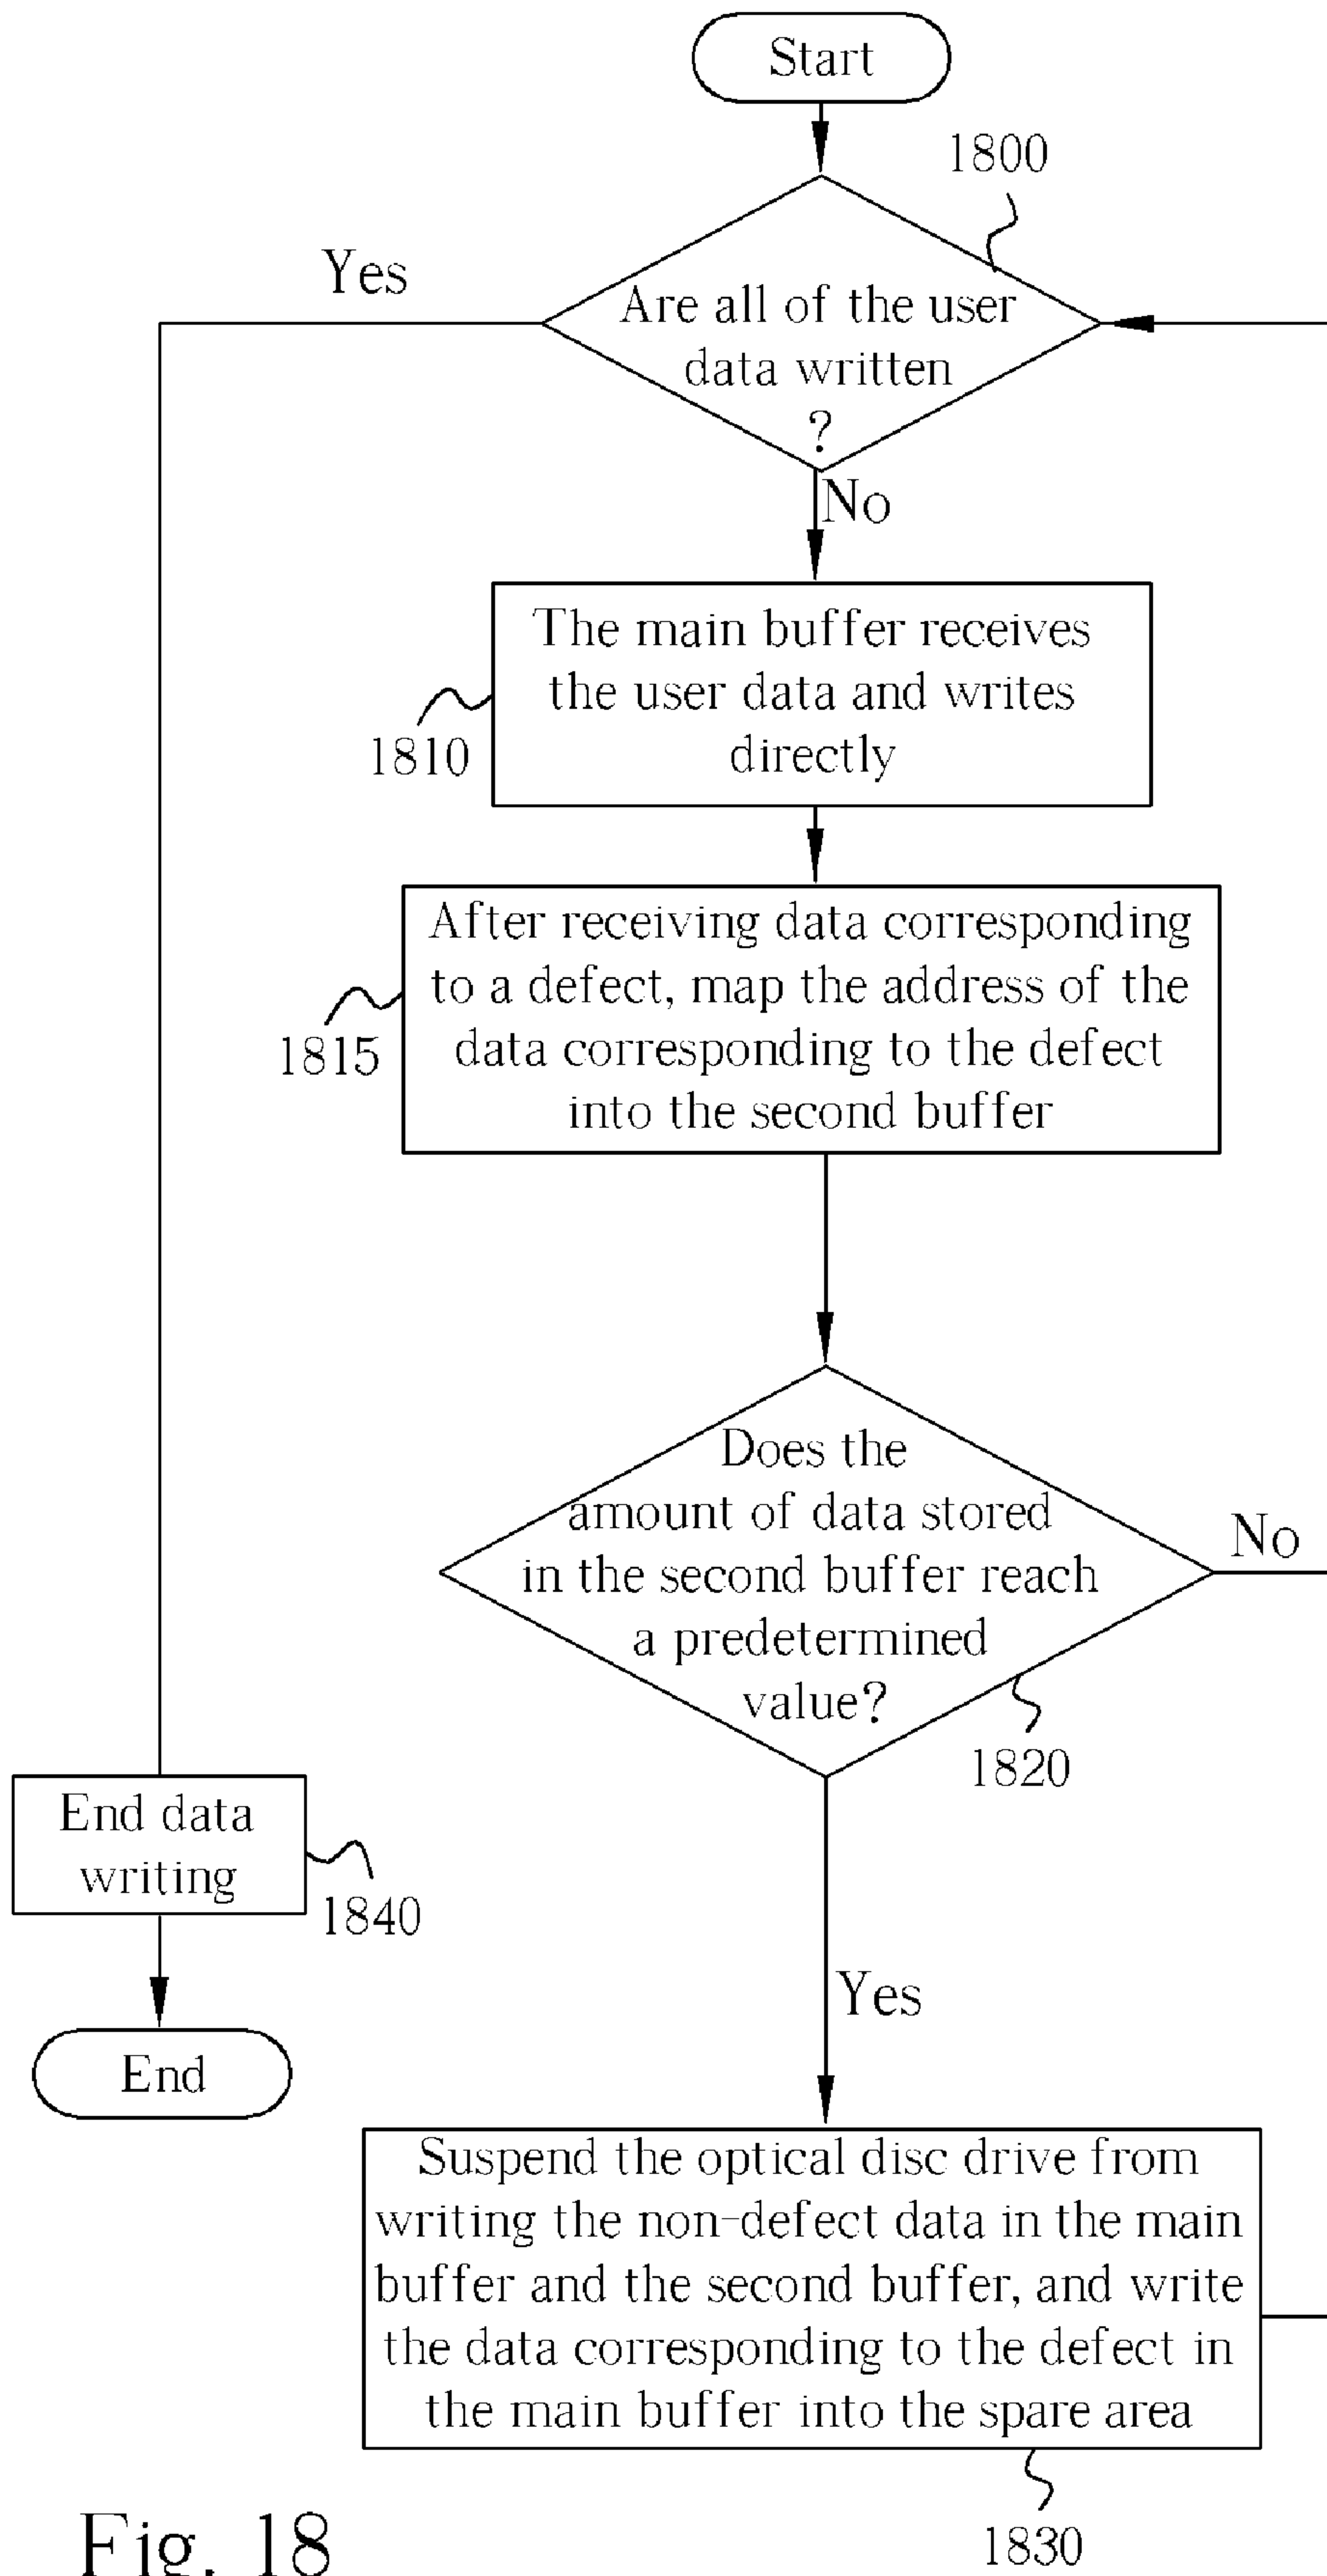 Start
1800
Yes
Are all of the user
data written
?
No
The main buffer receives
the user data and writes
directly
1810
After receiving data corresponding
to a defect, map the address of the
data corresponding to the defect
into the second buffer
1815
Does the
amount of data stored
in the second buffer reach
a predetermined
value?
No
1820
End data
writing
1840
Yes
End
Suspend the optical disc drive from
writing the non-defect data in the main
buffer and the second buffer, and write
the data corresponding to the defect in
the main buffer into the spare area
1830
Fig. 18